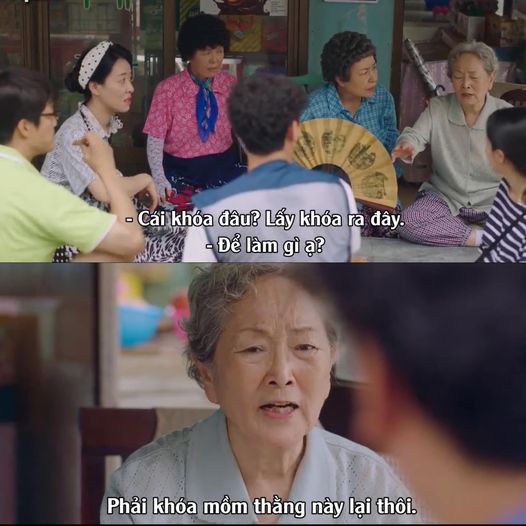 - Cái khóa đâu? Lấy khóa ra đây.
- Để làm gì ạ?
Phải khóa mồm thằng này lại thôi.